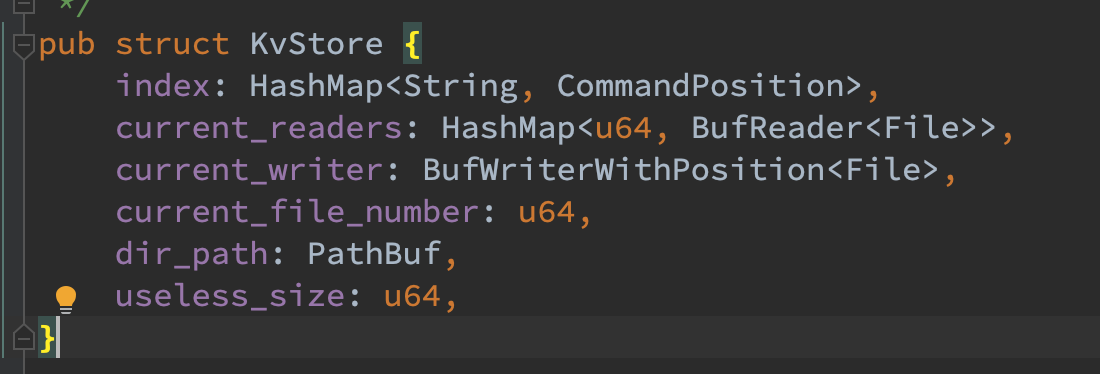 */
pub struct KvStore {
    index: HashMap<String, CommandPosition>,
    current_readers: HashMap<u64, BufReader<File>>,
    current_writer: BufWriterWithPosition<File>,
    current_file_number: u64,
    dir_path: PathBuf,
    useless_size: u64,
}